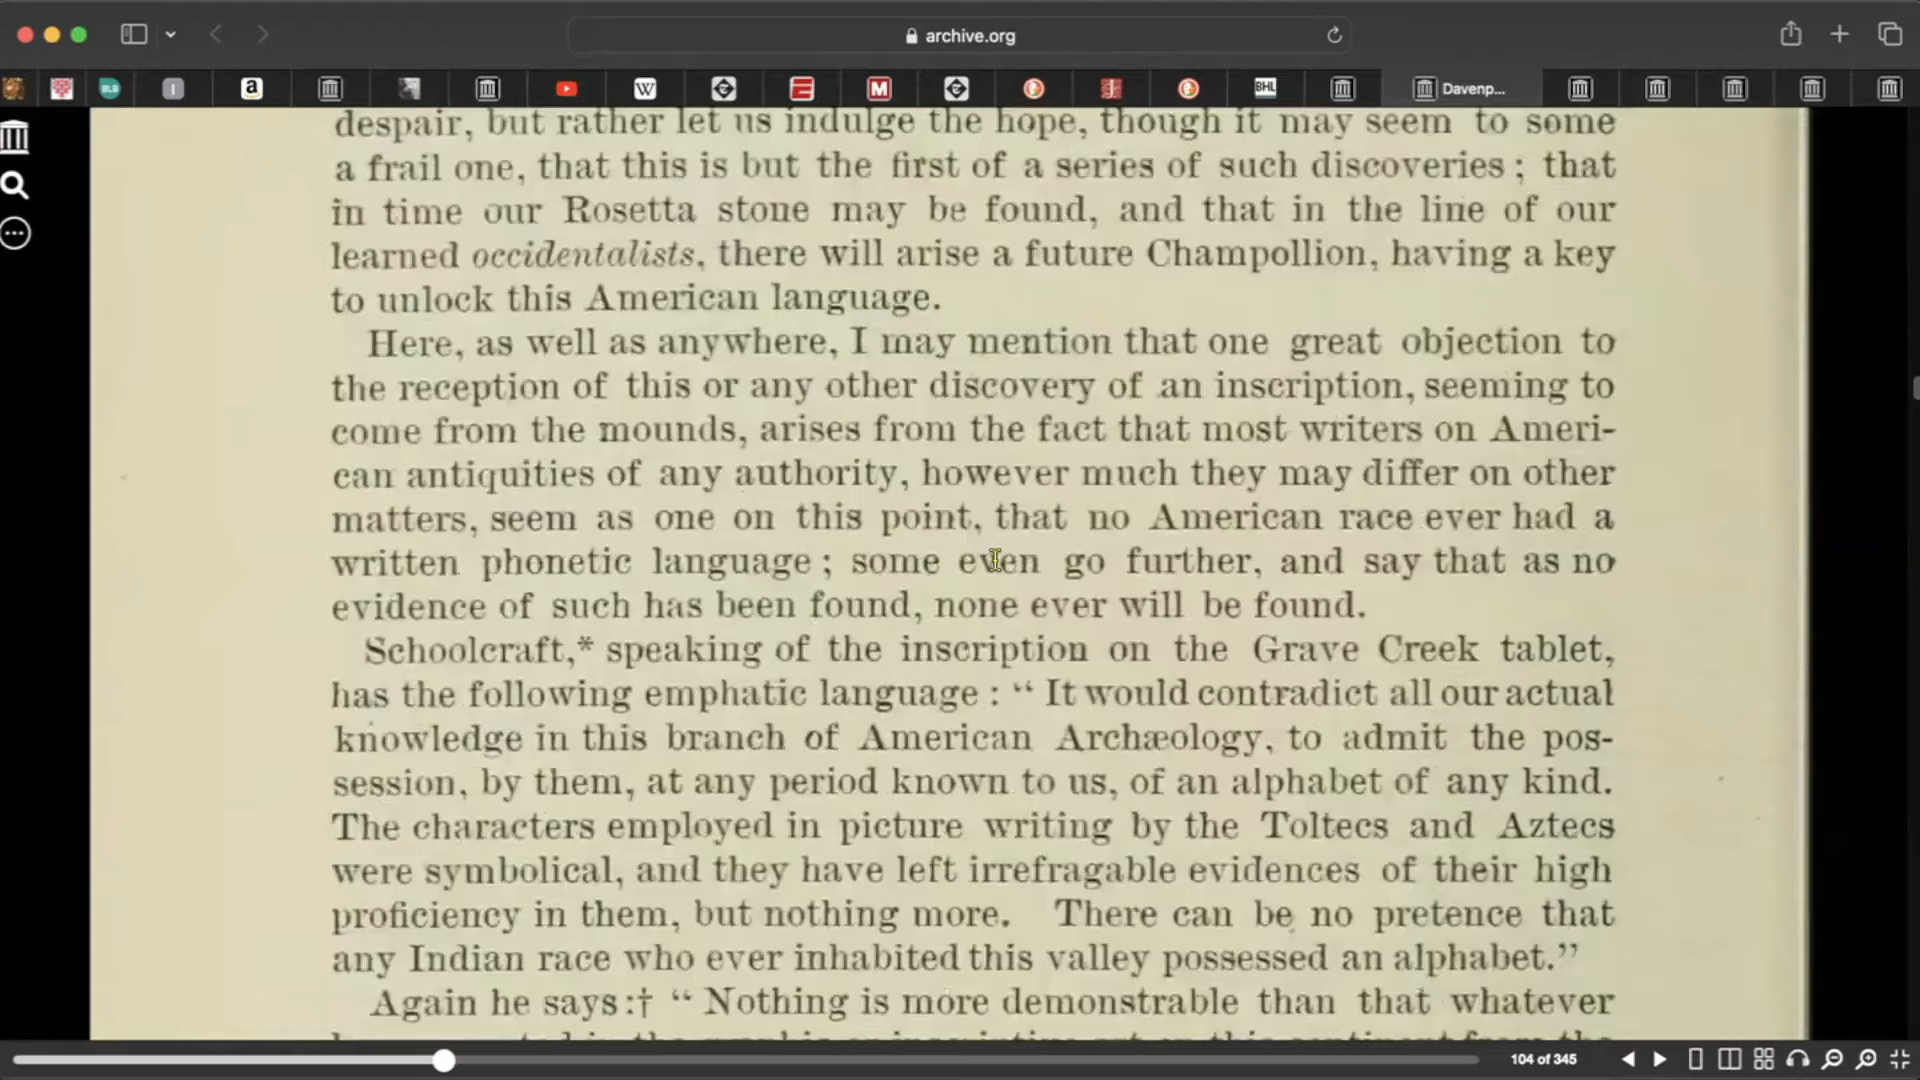 archive.org
Davenp...
despair, but rather let us indulge the hope, though it may seem to some
a frail one, that this is but the first of a series of such discoveries ; that
in time our Rosetta stone may be found, and that in the line of our
learned occidentalists, there will arise a future Champollion, having a key
to unlock this American language.
Here, as well as anywhere, I may mention that one great objection to
the reception of this or any other discovery of an inscription, seeming to
come from the mounds, arises from the fact that most writers on Ameri-
can antiquities of any authority, however much they may differ on other
matters, seem as one on this point, that no American race ever had a
written phonetic language ; some even go further, and say that as no
evidence of such has been found, none ever will be found.
Schoolcraft,* speaking of the inscription on the Grave Creek tablet,
has the following emphatic language : “ It would contradict all our actual
knowledge in this branch of American Archæology, to admit the pos-
session, by them, at any period known to us, of an alphabet of any kind.
The characters employed in picture writing by the Toltecs and Aztecs
were symbolical, and they have left irrefragable evidences of their high
proficiency in them, but nothing more. There can be no pretence that
any Indian race who ever inhabited this valley possessed an alphabet.”
Again he says :† “ Nothing is more demonstrable than that whatever
104 of 345